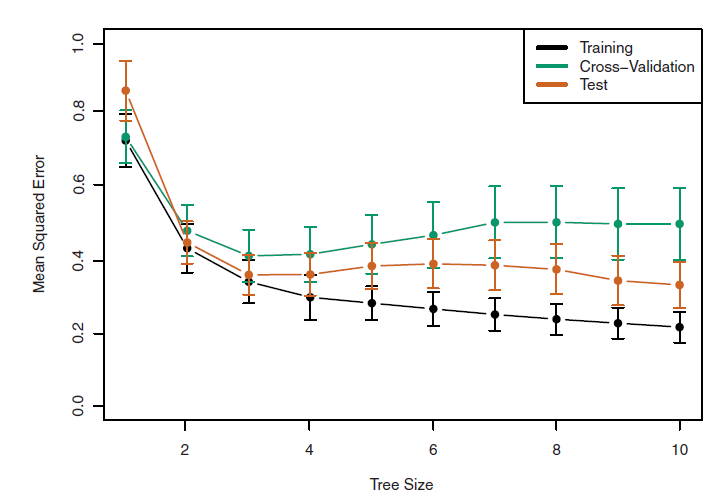 Training
Cross−Validation
Test
1.0
0.8
0.6
0.4
0.2
0.0
Mean Squared Error
2 4 6 8 10
Tree Size